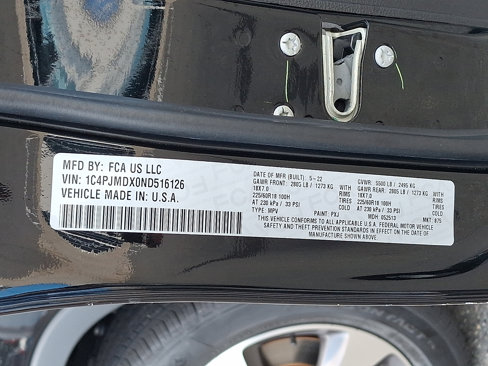 MFD BY: FCA US LLC
VIN: 1C4PJMDX0ND516126
VEHICLE MADE IN: U.S.A.
DATE OF MFR (BUILT): 5-22 GVWR: 5500 LB / 2495 KG
GAWR FRONT: 2805 LB / 1273 KG GAWR REAR: 2805 LB / 1273 KG
18X7.0 RIMS 18X7.0 RIMS
225/60R18 100H TIRES 225/60R18 100H TIRES
AT 230 kPa / 33 PSI COLD AT 230 kPa / 33 PSI COLD
TYPE: MPV PAINT: PXJ MDH: 052513 MKT: 875
THIS VEHICLE CONFORMS TO ALL APPLICABLE U.S.A. FEDERAL MOTOR VEHICLE
SAFETY AND THEFT PREVENTION STANDARDS IN EFFECT ON THE DATE OF
MANUFACTURE SHOWN ABOVE.